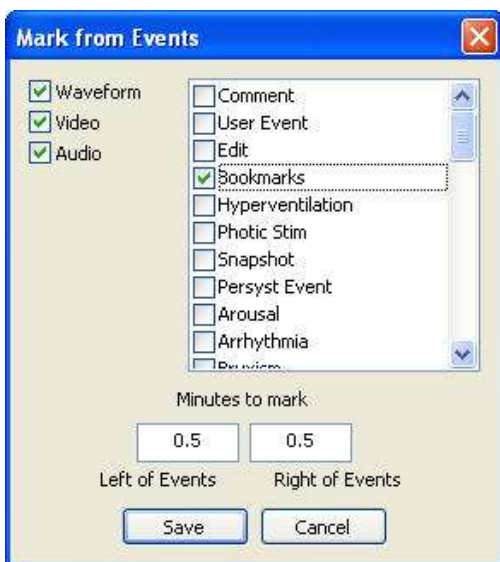 Mark from Events
Waveform
Video
Audio
Comment
User Event
Edit
Bookmarks
Hyperventilation
Photic Stim
Snapshot
Persyst Event
Arousal
Arrhythmia
Minutes to mark
0.5 0.5
Left of Events Right of Events
Save Cancel